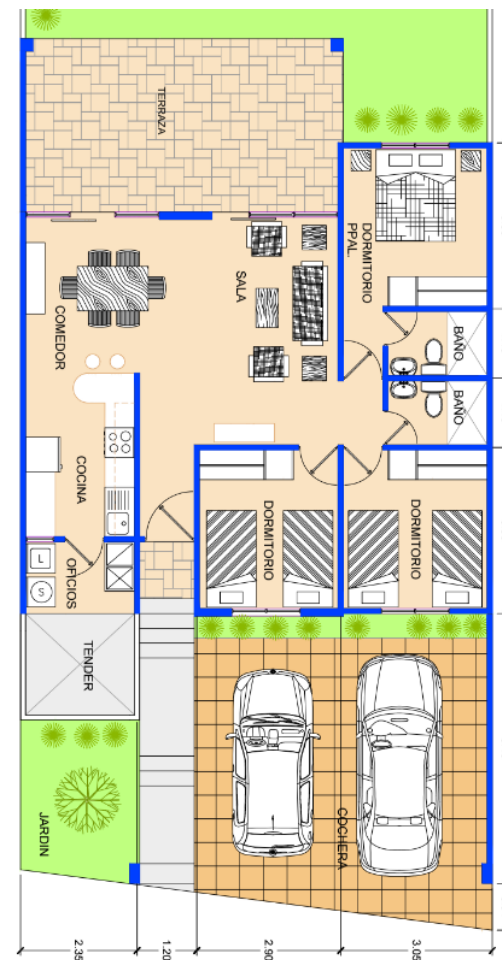 TERRAZA
DORMITORIO
PPAL.
SALA
COMEDOR
BAÑO
BAÑO
COCINA
DORMITORIO
DORMITORIO
OFICIOS
L
S
TENDER
JARDIN
COCHERA
2.35
1.20
2.90
3.05